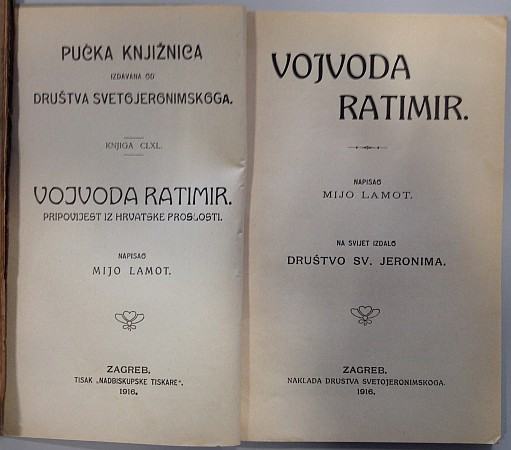 PUČKA KNJIŽNICA
IZDAVANA OD
DRUŠTVA SVETOJERONIMSKOGA.
KNJIGA CLXL.
VOJVODA RATIMIR.
PRIPOVIJEST IZ HRVATSKE PROŠLOSTI.
NAPISAO
MIJO LAMOT.
ZAGREB.
TISAK „NADBISKUPSKE TISKARE".
1916.
VOJVODA
RATIMIR.
NAPISAO
MIJO LAMOT.
NA SVIJET IZDALO
DRUŠTVO SV. JERONIMA.
ZAGREB.
NAKLADA DRUŠTVA SVETOJERONIMSKOGA.
1916.